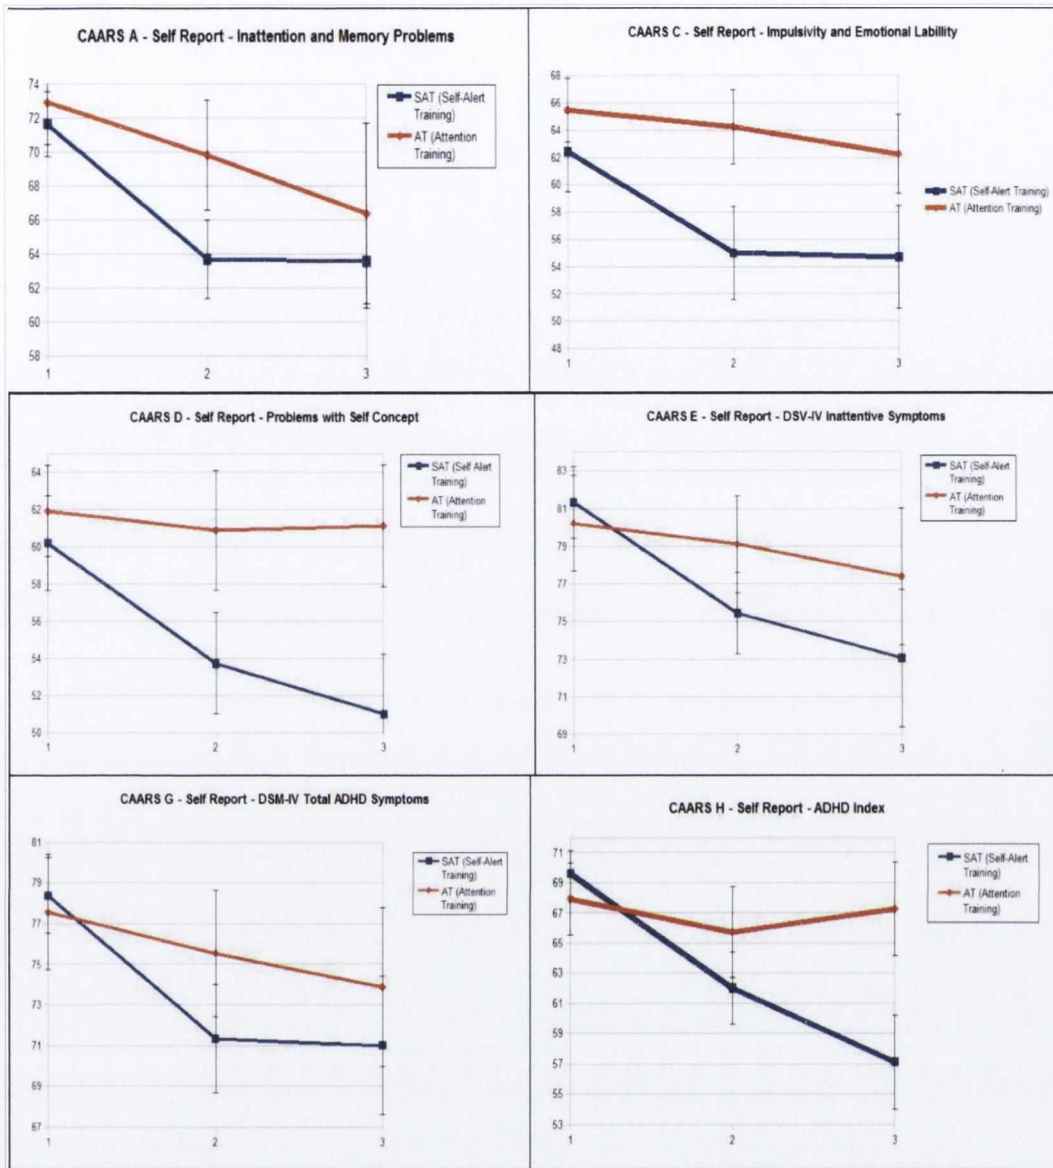 CAARS A - Self Report - Inattention and Memory Problems
74
72
70
68
66
64
62
60
58
1
2
3
SAT (Self-Alert
Training)
AT (Attention
Training)
CAARS C - Self Report - Impulsivity and Emotional Labillity
68
66
64
62
60
58
56
54
52
50
48
1
2
3
SAT (Self-Alert Training)
AT (Attention Training)
CAARS D - Self Report - Problems with Self Concept
64
62
60
58
56
54
52
50
1
2
3
SAT (Self Alert
Training)
AT (Attention
Training)
CAARS E - Self Report - DSV-IV Inattentive Symptoms
83
81
79
77
75
73
71
69
1
2
3
SAT (Self-Alert
Training)
AT (Attention
Training)
CAARS G - Self Report - DSM-IV Total ADHD Symptoms
81
79
77
75
73
71
69
67
1
2
3
SAT (Self-Alert
Training)
AT (Attention
Training)
CAARS H - Self Report - ADHD Index
71
69
67
65
63
61
59
57
55
53
1
2
3
SAT (Self-Alert
Training)
AT (Attention
Training)